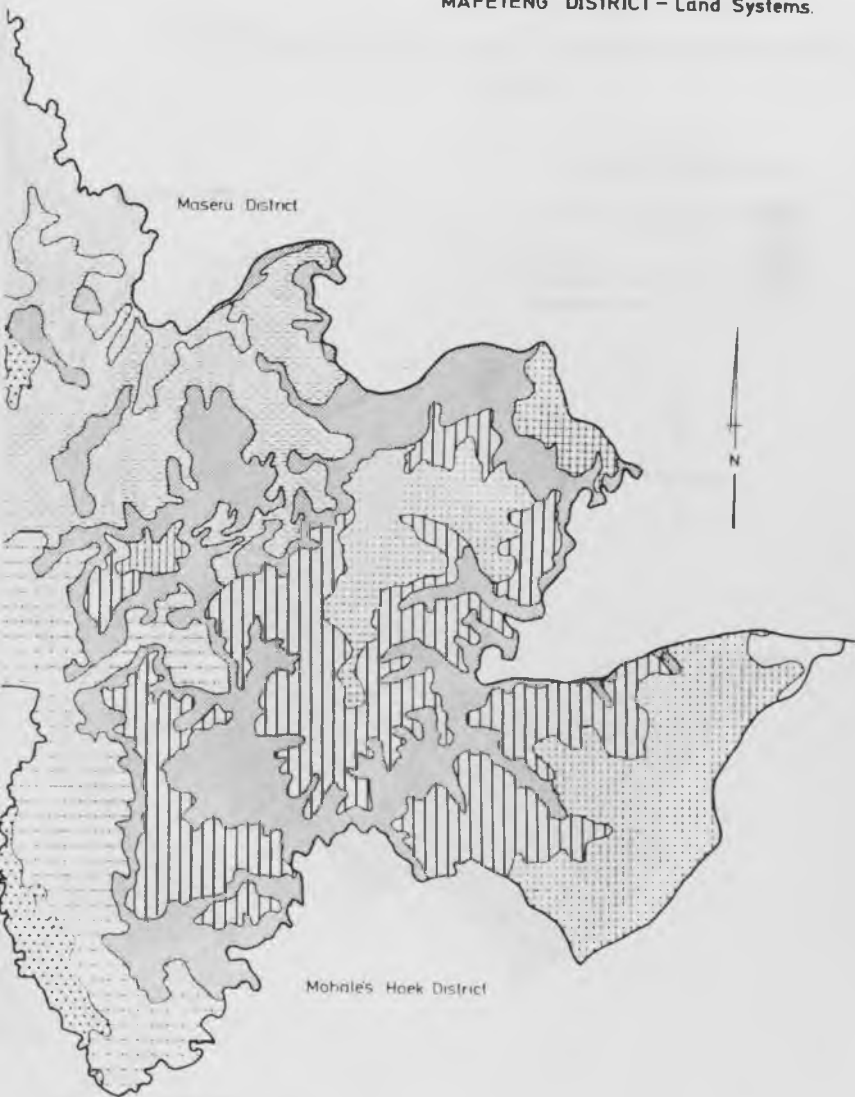 MAFETENG DISTRICT - Land Systems.
Maseru District
N
Mohale's Hoek District